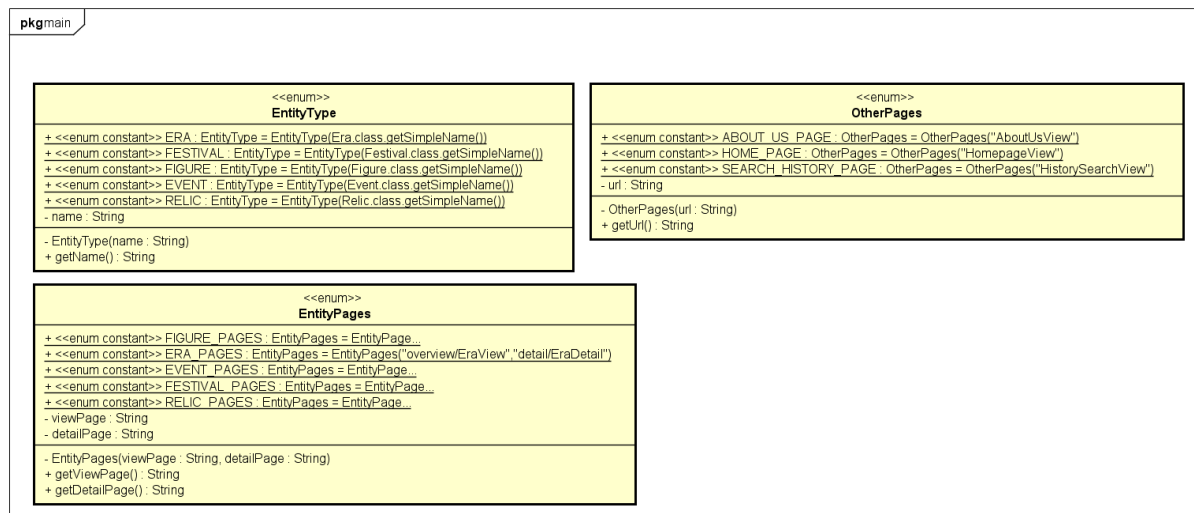 pkg main
<<enum>>
EntityType
+ <<enum constant>> ERA : EntityType = EntityType(Era.class.getSimpleName())
+ <<enum constant>> FESTIVAL : EntityType = EntityType(Festival.class.getSimpleName())
+ <<enum constant>> FIGURE : EntityType = EntityType(Figure.class.getSimpleName())
+ <<enum constant>> EVENT : EntityType = EntityType(Event.class.getSimpleName())
+ <<enum constant>> RELIC : EntityType = EntityType(Relic.class.getSimpleName())
- name : String
- EntityType(name : String)
+ getName() : String
<<enum>>
OtherPages
+ <<enum constant>> ABOUT_US_PAGE : OtherPages = OtherPages("AboutUsView")
+ <<enum constant>> HOME_PAGE : OtherPages = OtherPages("HomepageView")
+ <<enum constant>> SEARCH_HISTORY_PAGE : OtherPages = OtherPages("HistorySearchView")
- url : String
- OtherPages(url : String)
+ getUrl() : String
<<enum>>
EntityPages
+ <<enum constant>> FIGURE_PAGES : EntityPages = EntityPage...
+ <<enum constant>> ERA_PAGES : EntityPages = EntityPages("overview/EraView","detail/EraDetail")
+ <<enum constant>> EVENT_PAGES : EntityPages = EntityPage...
+ <<enum constant>> FESTIVAL_PAGES : EntityPages = EntityPage...
+ <<enum constant>> RELIC_PAGES : EntityPages = EntityPage...
- viewPage : String
- detailPage : String
- EntityPages(viewPage : String, detailPage : String)
+ getViewPage() : String
+ getDetailPage() : String